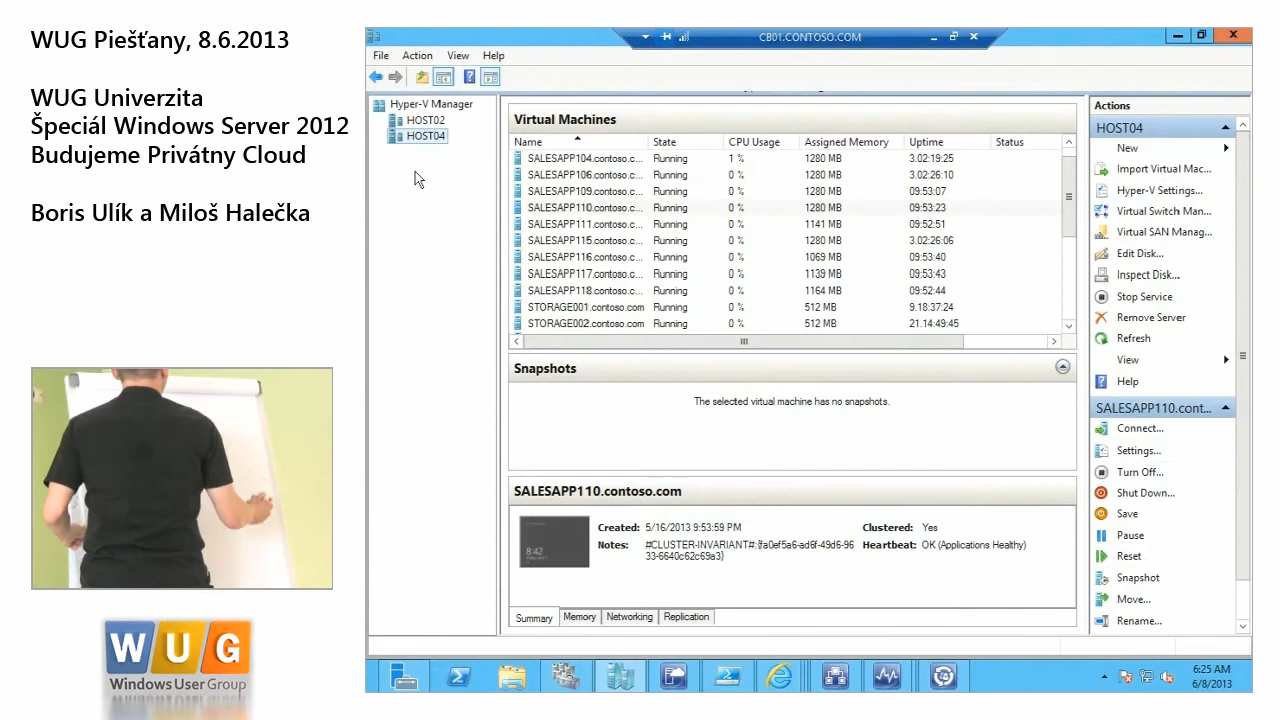 WUG Piešťany, 8.6.2013
WUG Univerzita
Špeciál Windows Server 2012
Budujeme Privátny Cloud
Boris Ulík a Miloš Halečka
W U G
Windows User Group
CB01.CONTOSO.COM
File Action View Help
Hyper-V Manager
HOST02
HOST04
Virtual Machines
Name State CPU Usage Assigned Memory Uptime Status
SALESAPP104.contoso.c... Running 1 % 1280 MB 3.02:19:25
SALESAPP106.contoso.c... Running 0 % 1280 MB 3.02:26:10
SALESAPP109.contoso.c... Running 0 % 1280 MB 09:53:07
SALESAPP110.contoso.c... Running 0 % 1280 MB 09:53:23
SALESAPP111.contoso.c... Running 0 % 1141 MB 09:52:51
SALESAPP115.contoso.c... Running 0 % 1280 MB 3.02:26:06
SALESAPP116.contoso.c... Running 0 % 1069 MB 09:53:40
SALESAPP117.contoso.c... Running 0 % 1139 MB 09:53:43
SALESAPP118.contoso.c... Running 0 % 1164 MB 09:52:44
STORAGE001.contoso.com Running 0 % 512 MB 9.18:37:24
STORAGE002.contoso.com Running 0 % 512 MB 21.14:49:45
Snapshots
The selected virtual machine has no snapshots.
SALESAPP110.contoso.com
8:42
Created: 5/16/2013 9:53:59 PM Clustered: Yes
Notes: #CLUSTER-INVARIANT#:{fa0ef5a6-ad6f-49d6-96 Heartbeat: OK (Applications Healthy)
33-6640c62c69a3}
Summary Memory Networking Replication
Actions
HOST04
New
Import Virtual Mac...
Hyper-V Settings...
Virtual Switch Man...
Virtual SAN Manag...
Edit Disk...
Inspect Disk...
Stop Service
Remove Server
Refresh
View
Help
SALESAPP110.cont...
Connect...
Settings...
Turn Off...
Shut Down...
Save
Pause
Reset
Snapshot
Move...
Rename...
6:25 AM
6/8/2013